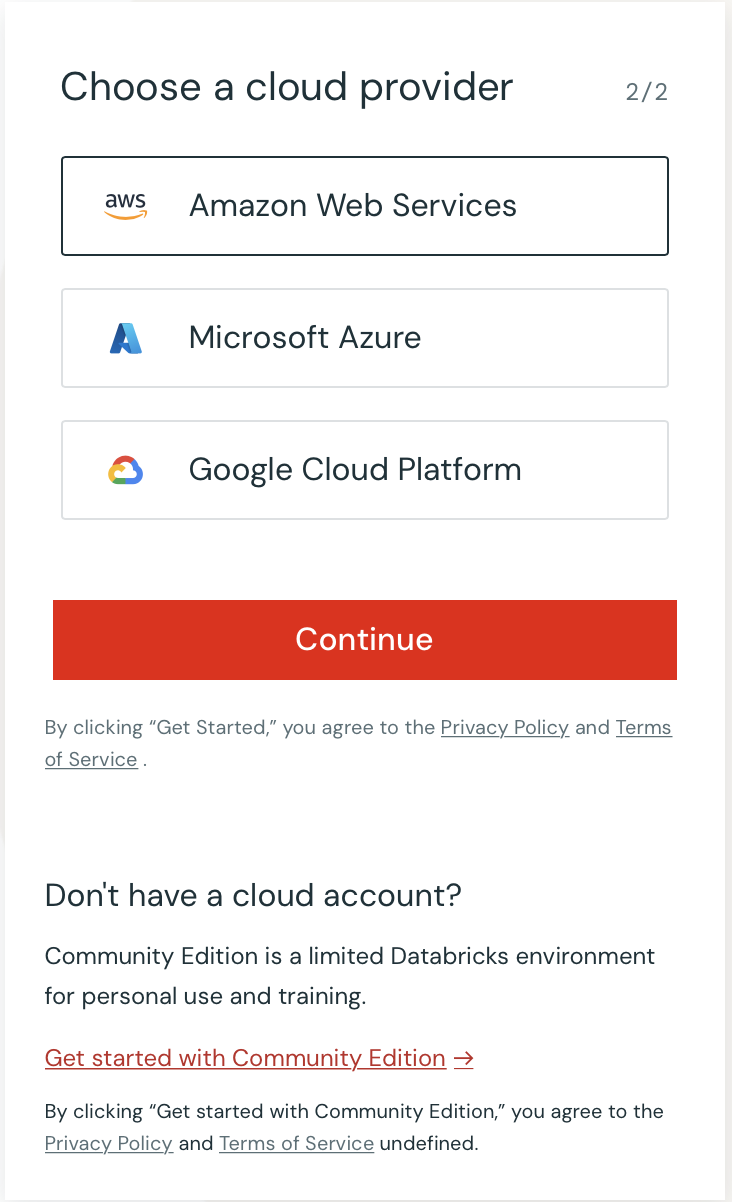 Choose a cloud provider 2/2
aws Amazon Web Services
Microsoft Azure
Google Cloud Platform
Continue
By clicking “Get Started,” you agree to the Privacy Policy and Terms
of Service .
Don't have a cloud account?
Community Edition is a limited Databricks environment
for personal use and training.
Get started with Community Edition →
By clicking “Get started with Community Edition,” you agree to the
Privacy Policy and Terms of Service undefined.